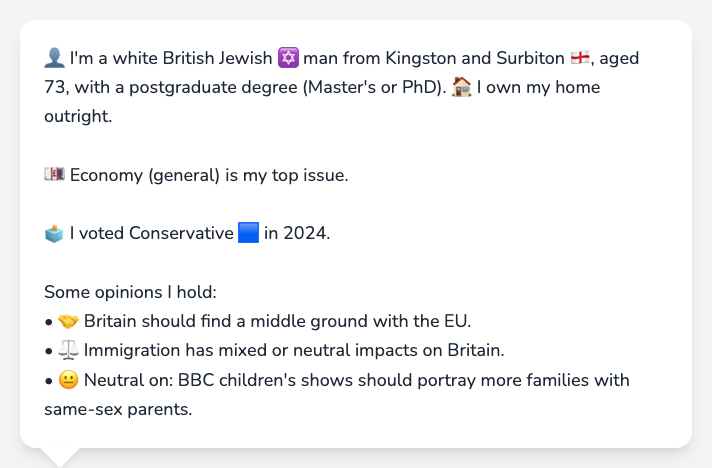 👤 I'm a white British Jewish ✡️ man from Kingston and Surbiton 🏴󠁧󠁢󠁥󠁮󠁧󠁿, aged
73, with a postgraduate degree (Master's or PhD). 🏠 I own my home
outright.
💷 Economy (general) is my top issue.
🗳️ I voted Conservative 🟦 in 2024.
Some opinions I hold:
• 🤝 Britain should find a middle ground with the EU.
• ⚖️ Immigration has mixed or neutral impacts on Britain.
• 😐 Neutral on: BBC children's shows should portray more families with
same-sex parents.